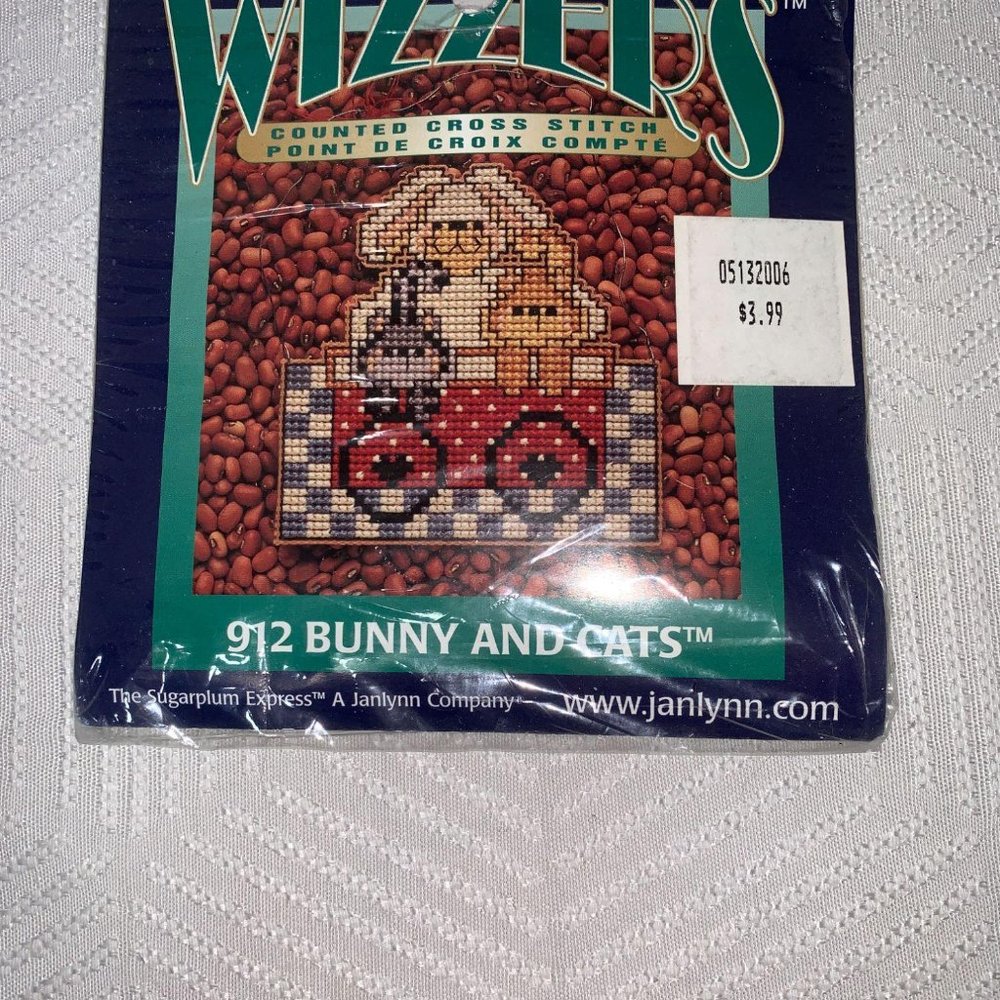 WIZZERS™
COUNTED CROSS STITCH
POINT DE CROIX COMPTÉ
05132006
$3.99
912 BUNNY AND CATS™
The Sugarplum Express™ A Janlynn Company
www.janlynn.com